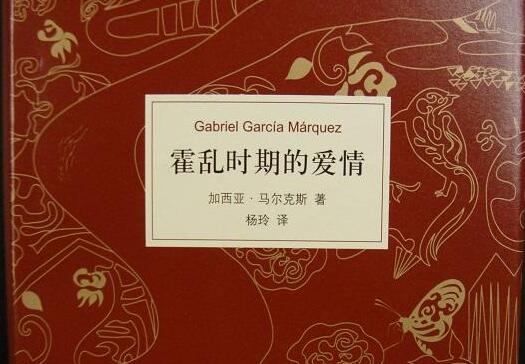 Gabriel García Márquez
霍乱时期的爱情
加西亚·马尔克斯 著
杨玲 译